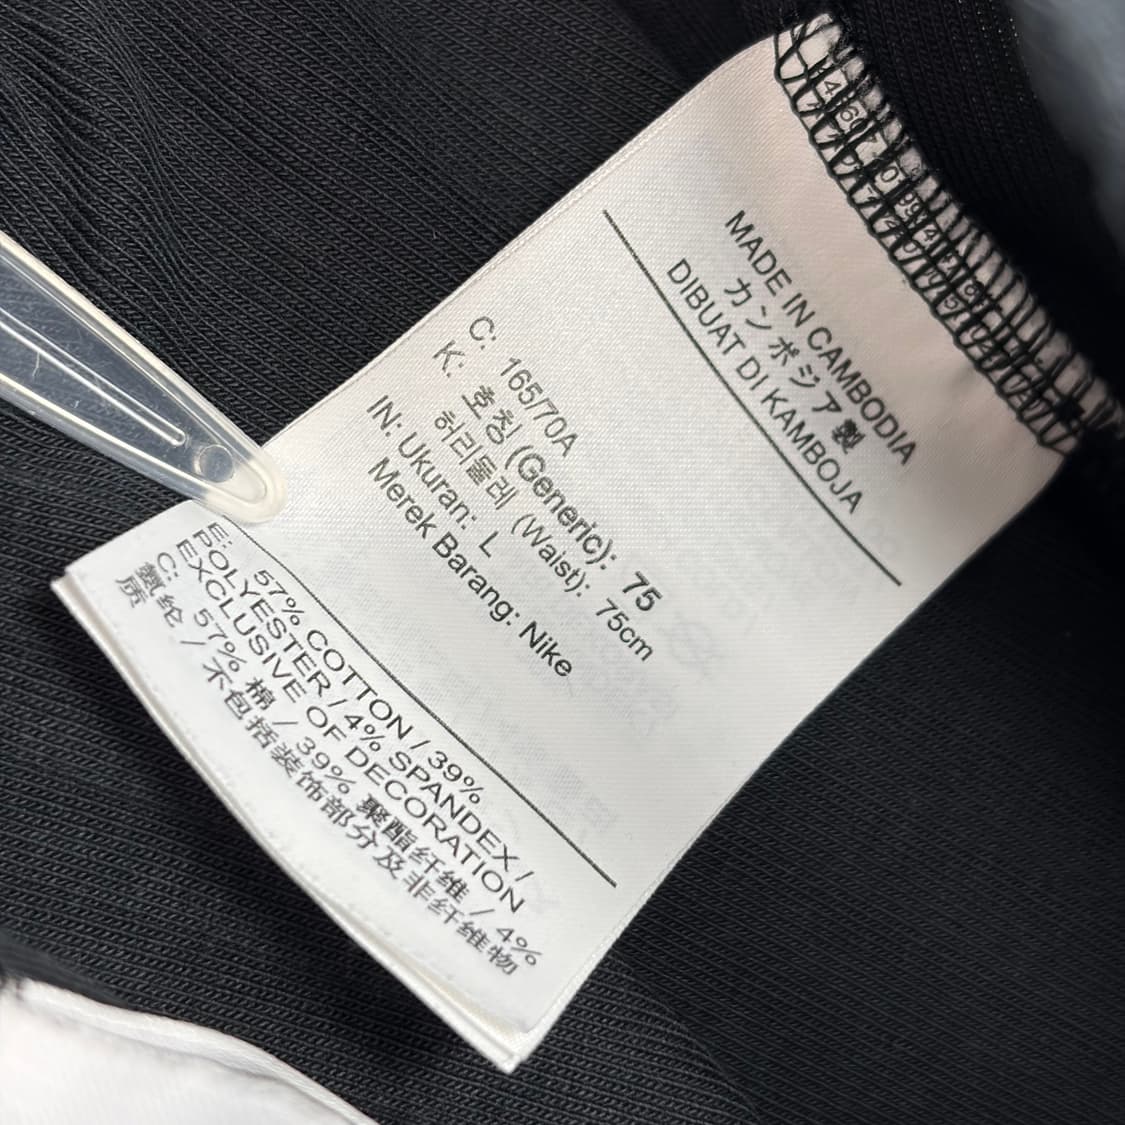 MADE IN CAMBODIA
カンボジア製
DIBUAT DI KAMBOJA
C: 165/70A
K: 호칭 (Generic): 75
허리둘레 (Waist): 75cm
IN: Ukuran: L
Merek Barang: Nike
E: 57% COTTON / 39%
POLYESTER / 4% SPANDEX /
EXCLUSIVE OF DECORATION
C: 57% 棉 / 39% 聚酯纤维 / 4%
氨纶 / 不包括装饰部分及非纤维物
质